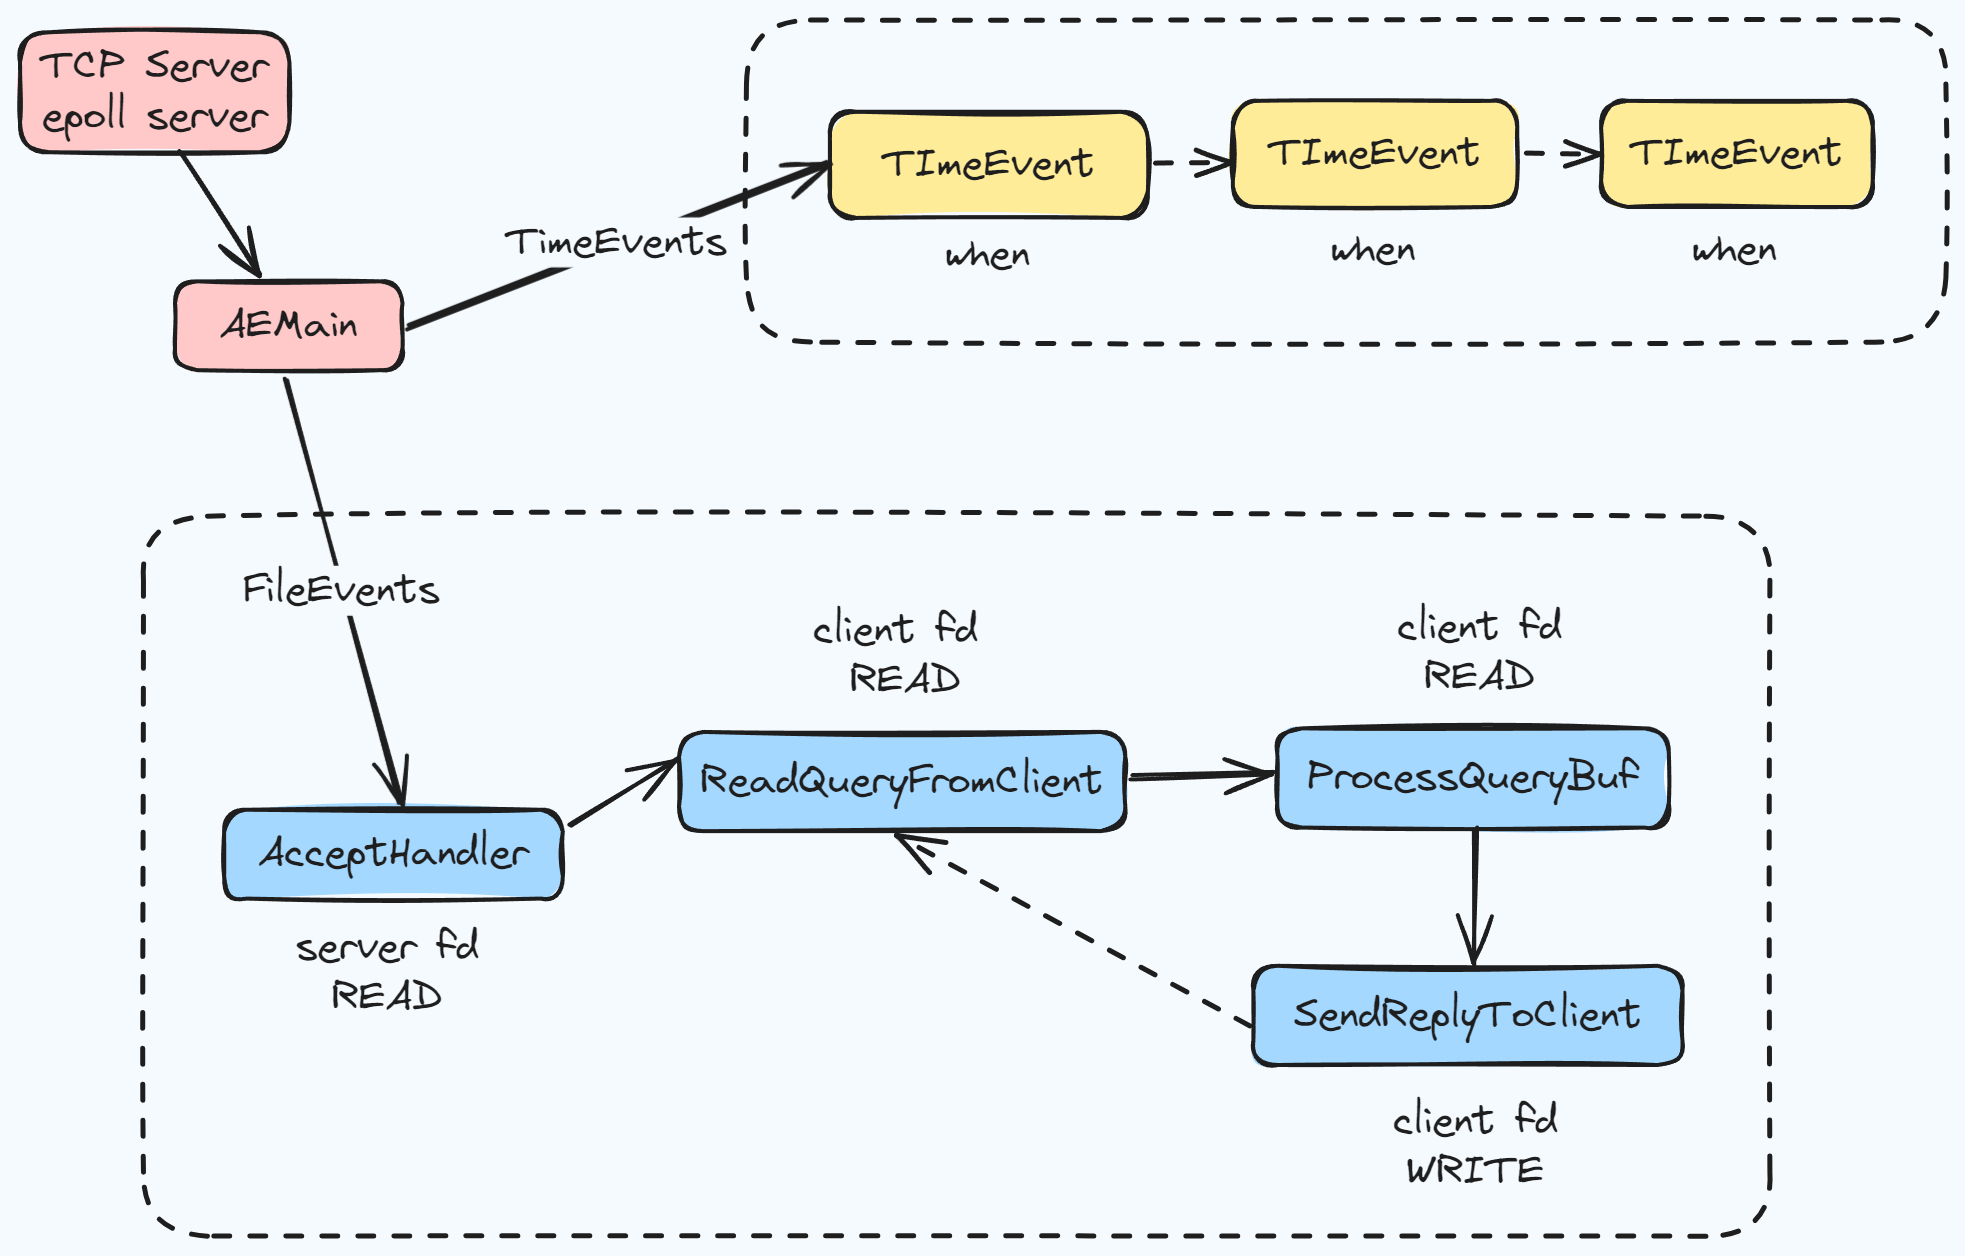 TCP Server
epoll server
TImeEvent
TImeEvent
TImeEvent
TimeEvents
when
when
when
AEMain
FileEvents
client fd
READ
client fd
READ
ReadQueryFromClient
ProcessQueryBuf
AcceptHandler
server fd
READ
SendReplyToClient
client fd
WRITE